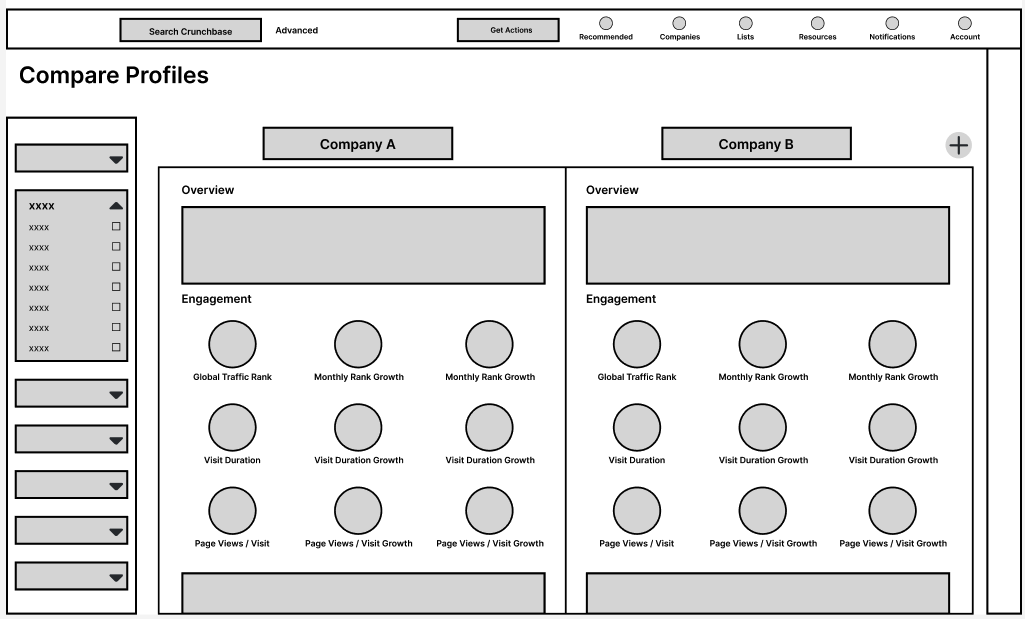 Search Crunchbase
Advanced
Get Actions
Recommended
Companies
Lists
Resources
Notifications
Account
Compare Profiles
xxxx
xxxx
xxxx
xxxx
xxxx
xxxx
xxxx
xxxx
Company A
Company B
Overview
Engagement
Global Traffic Rank
Monthly Rank Growth
Monthly Rank Growth
Visit Duration
Visit Duration Growth
Visit Duration Growth
Page Views / Visit
Page Views / Visit Growth
Page Views / Visit Growth
Overview
Engagement
Global Traffic Rank
Monthly Rank Growth
Monthly Rank Growth
Visit Duration
Visit Duration Growth
Visit Duration Growth
Page Views / Visit
Page Views / Visit Growth
Page Views / Visit Growth